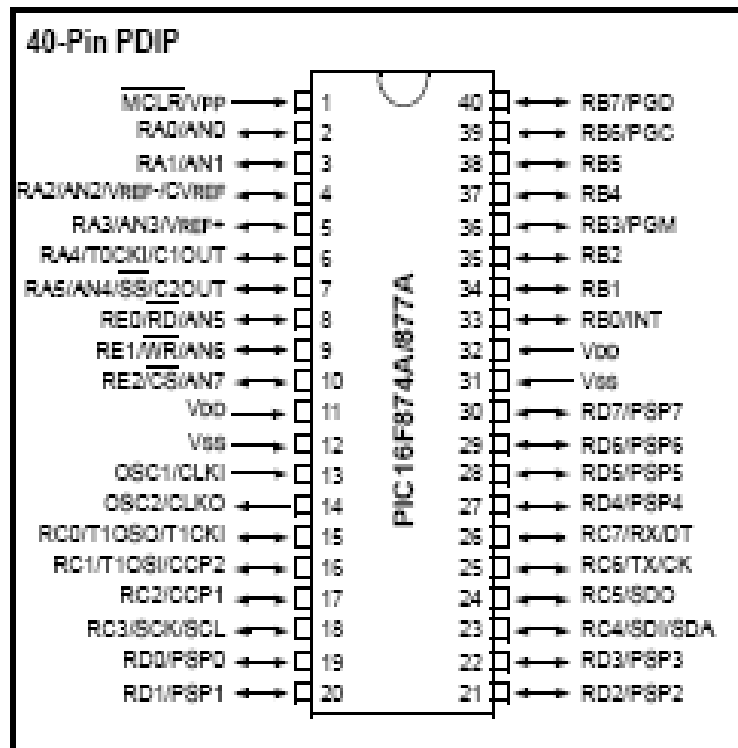 40-Pin PDIP
MCLR/VPP 1 40 RB7/PGD
RA0/AN0 2 39 RB6/PGC
RA1/AN1 3 38 RB5
RA2/AN2/VREF-/CVREF 4 37 RB4
RA3/AN3/VREF+ 5 36 RB3/PGM
RA4/T0CKI/C1OUT 6 35 RB2
RA5/AN4/SS/C2OUT 7 34 RB1
RE0/RD/AN5 8 33 RB0/INT
RE1/WR/AN6 9 32 VDD
RE2/CS/AN7 10 31 VSS
VDD 11 30 RD7/PSP7
VSS 12 29 RD6/PSP6
OSC1/CLKI 13 28 RD5/PSP5
OSC2/CLKO 14 27 RD4/PSP4
RC0/T1OSO/T1CKI 15 26 RC7/RX/DT
RC1/T1OSI/CCP2 16 25 RC6/TX/CK
RC2/CCP1 17 24 RC5/SDO
RC3/SCK/SCL 18 23 RC4/SDI/SDA
RD0/PSP0 19 22 RD3/PSP3
RD1/PSP1 20 21 RD2/PSP2
PIC16F874A/877A